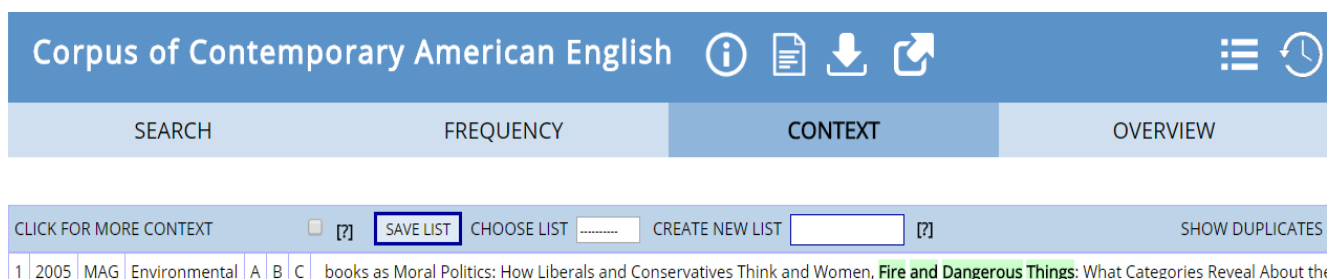 Corpus of Contemporary American English
SEARCH FREQUENCY CONTEXT OVERVIEW
CLICK FOR MORE CONTEXT [?] SAVE LIST CHOOSE LIST ---------- CREATE NEW LIST [?] SHOW DUPLICATES
1 2005 MAG Environmental A B C books as Moral Politics: How Liberals and Conservatives Think and Women, Fire and Dangerous Things: What Categories Reveal About the